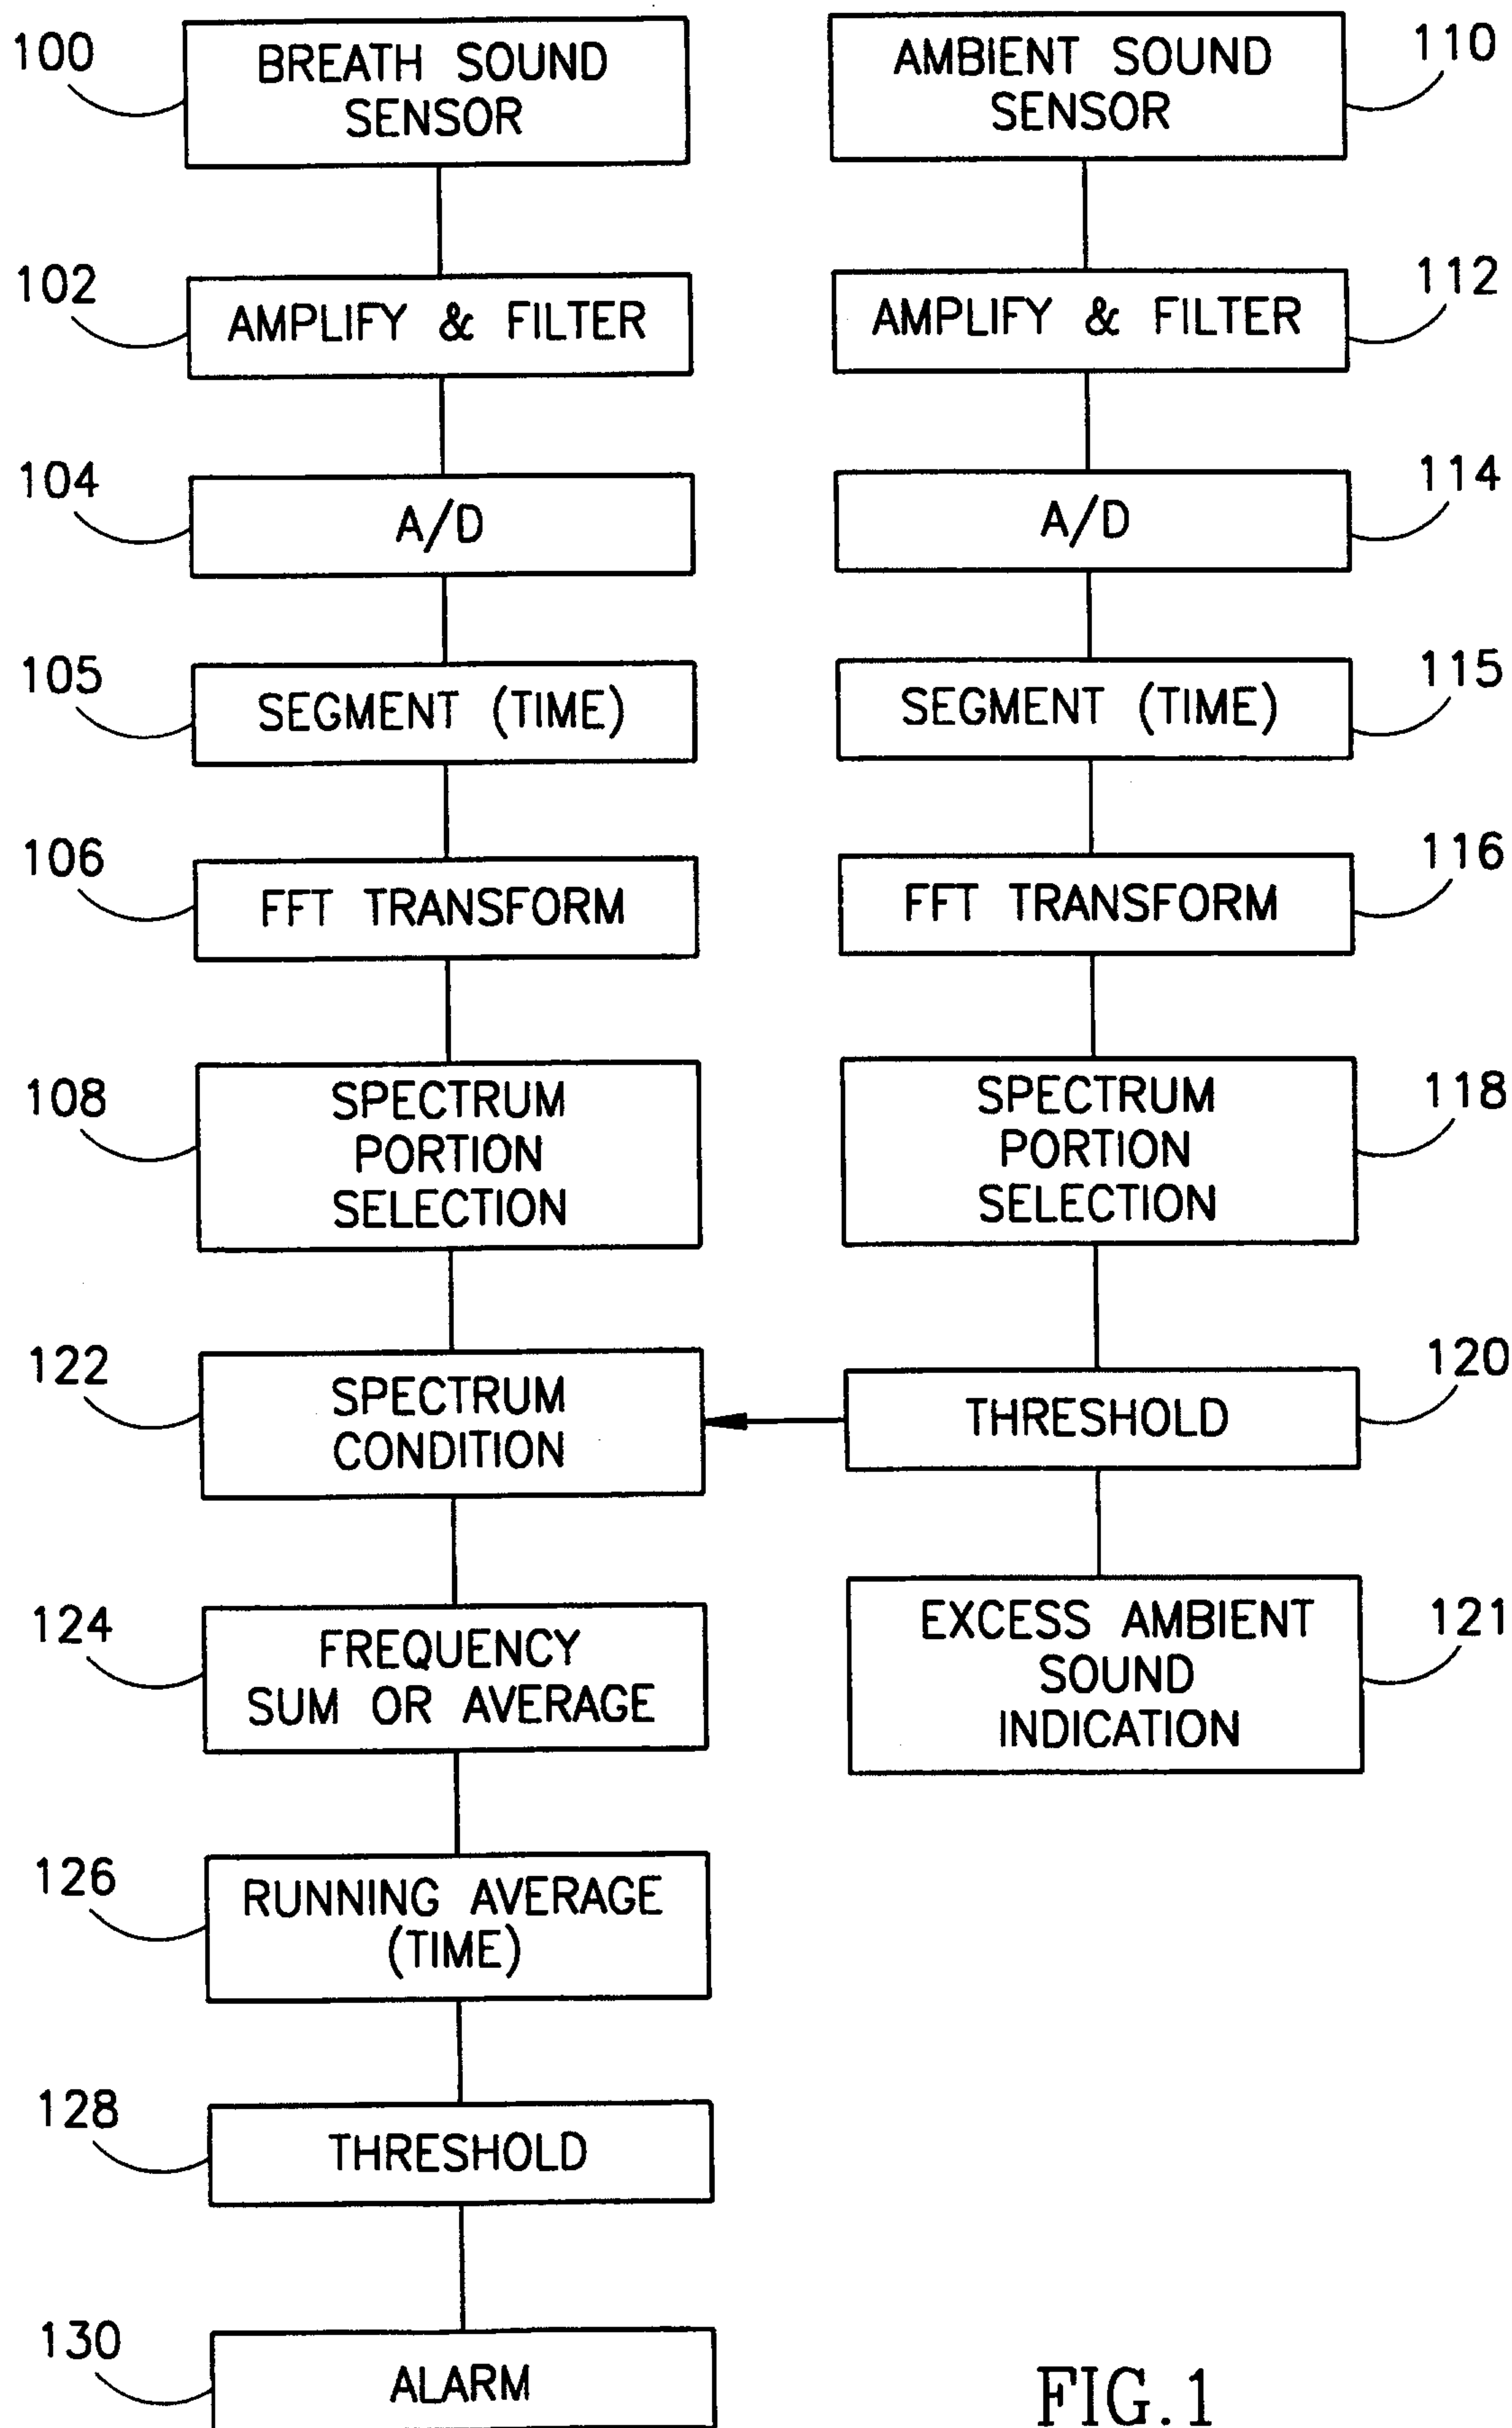 100
BREATH SOUND
SENSOR
102
AMPLIFY & FILTER
104
A/D
105
SEGMENT (TIME)
106
FFT TRANSFORM
108
SPECTRUM
PORTION
SELECTION
122
SPECTRUM
CONDITION
124
FREQUENCY
SUM OR AVERAGE
126
RUNNING AVERAGE
(TIME)
128
THRESHOLD
130
ALARM
110
AMBIENT SOUND
SENSOR
112
AMPLIFY & FILTER
114
A/D
115
SEGMENT (TIME)
116
FFT TRANSFORM
118
SPECTRUM
PORTION
SELECTION
120
THRESHOLD
121
EXCESS AMBIENT
SOUND
INDICATION
FIG.1